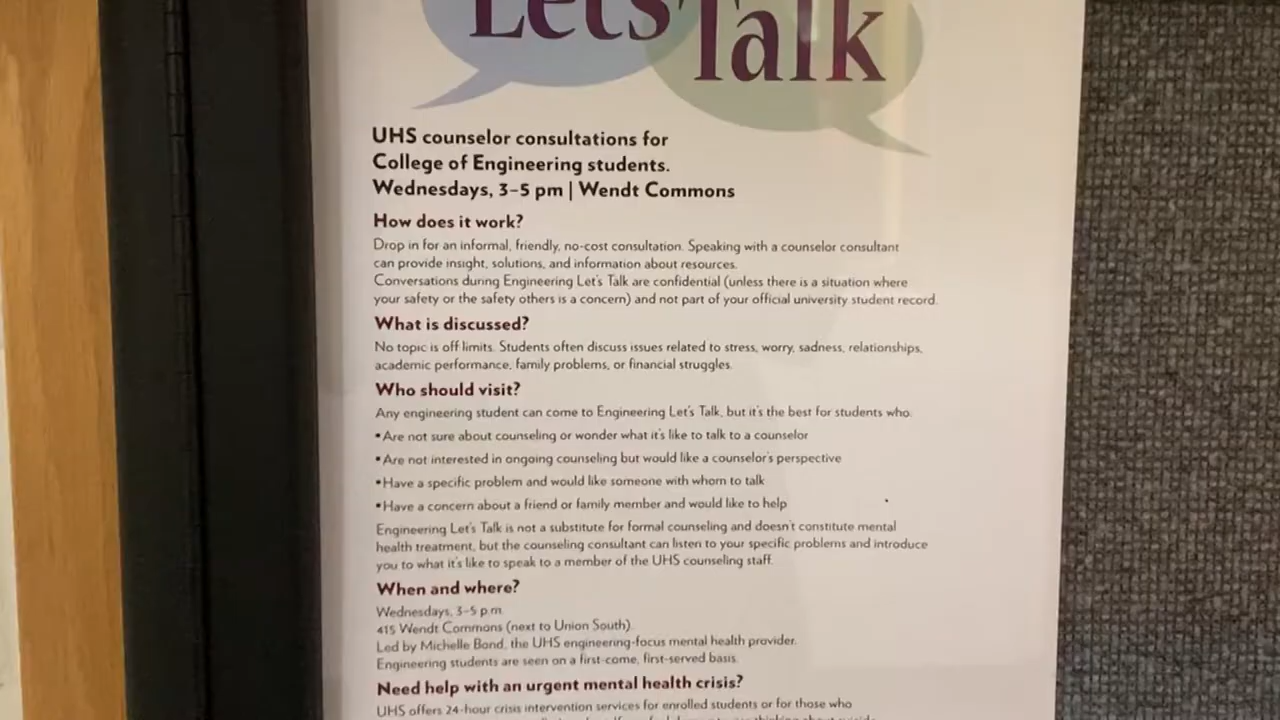 Let's Talk
UHS counselor consultations for
College of Engineering students.
Wednesdays, 3–5 pm | Wendt Commons
How does it work?
Drop in for an informal, friendly, no-cost consultation. Speaking with a counselor consultant
can provide insight, solutions, and information about resources.
Conversations during Engineering Let's Talk are confidential (unless there is a situation where
your safety or the safety others is a concern) and not part of your official university student record.
What is discussed?
No topic is off limits. Students often discuss issues related to stress, worry, sadness, relationships,
academic performance, family problems, or financial struggles.
Who should visit?
Any engineering student can come to Engineering Let's Talk, but it's the best for students who:
▪ Are not sure about counseling or wonder what it's like to talk to a counselor
▪ Are not interested in ongoing counseling but would like a counselor's perspective
▪ Have a specific problem and would like someone with whom to talk
▪ Have a concern about a friend or family member and would like to help
Engineering Let's Talk is not a substitute for formal counseling and doesn't constitute mental
health treatment, but the counseling consultant can listen to your specific problems and introduce
you to what it's like to speak to a member of the UHS counseling staff.
When and where?
Wednesdays, 3–5 p.m.
415 Wendt Commons (next to Union South).
Led by Michelle Bond, the UHS engineering-focus mental health provider.
Engineering students are seen on a first-come, first-served basis.
Need help with an urgent mental health crisis?
UHS offers 24-hour crisis intervention services for enrolled students or for those who